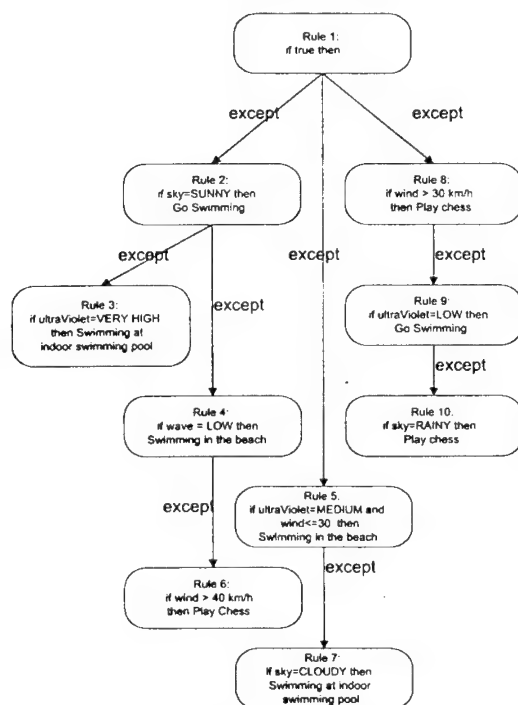 Rule 1:
if true then
except
except
Rule 2:
if sky=SUNNY then
Go Swimming
Rule 8:
if wind > 30 km/h
then Play chess
except
except
except
except
Rule 3:
if ultraViolet=VERY HIGH
then Swimming at
indoor swimming pool
Rule 9:
if ultraViolet=LOW then
Go Swimming
except
Rule 4:
if wave = LOW then
Swimming in the beach
Rule 10.
if sky=RAINY then
Play chess
except
Rule 5.
if ultraViolet=MEDIUM and
wind<=30 then
Swimming in the beach
except
Rule 6:
if wind > 40 km/h
then Play Chess
Rule 7:
If sky=CLOUDY then
Swimming at indoor
swimming pool